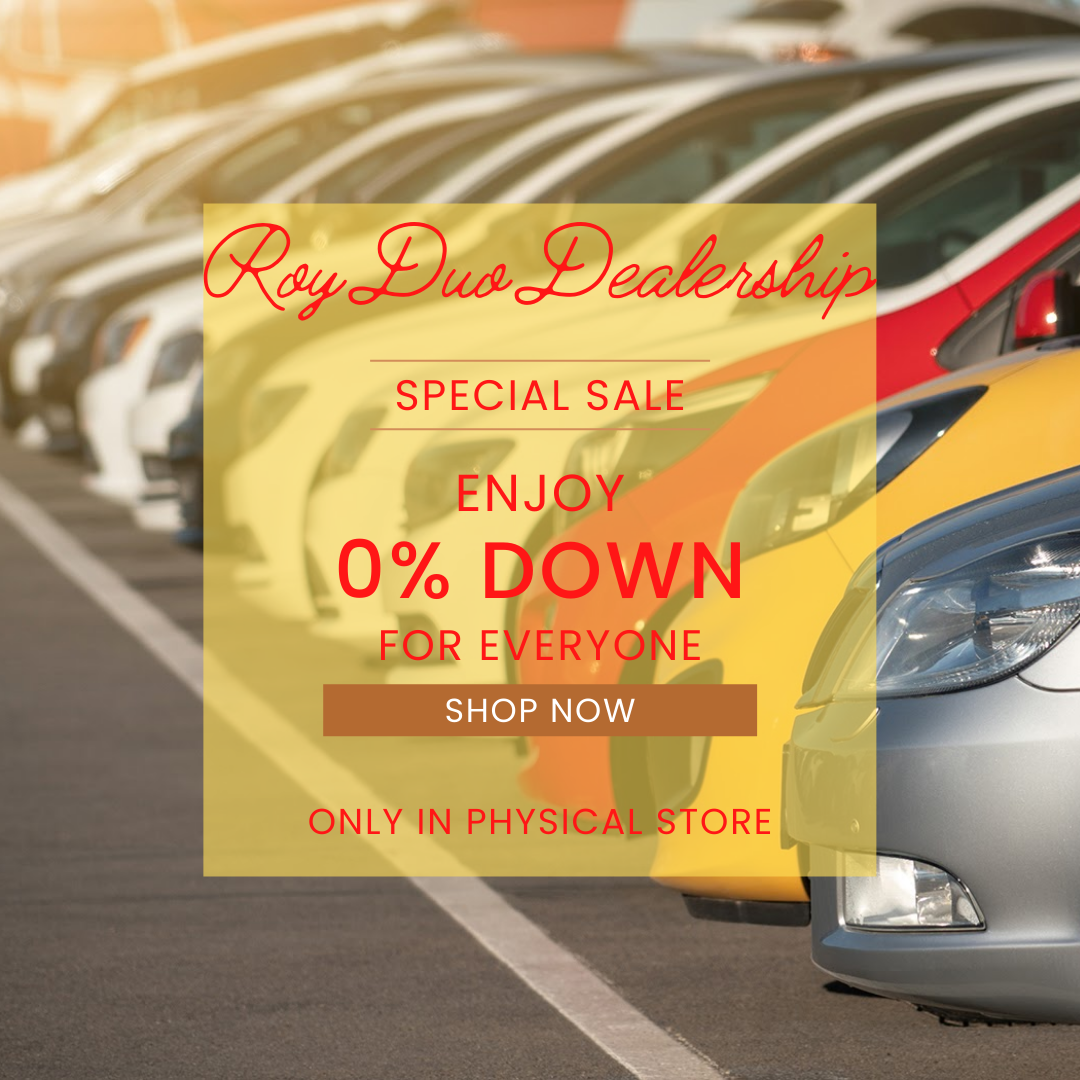 Roy Duo Dealership
SPECIAL SALE
ENJOY
0% DOWN
FOR EVERYONE
SHOP NOW
ONLY IN PHYSICAL STORE